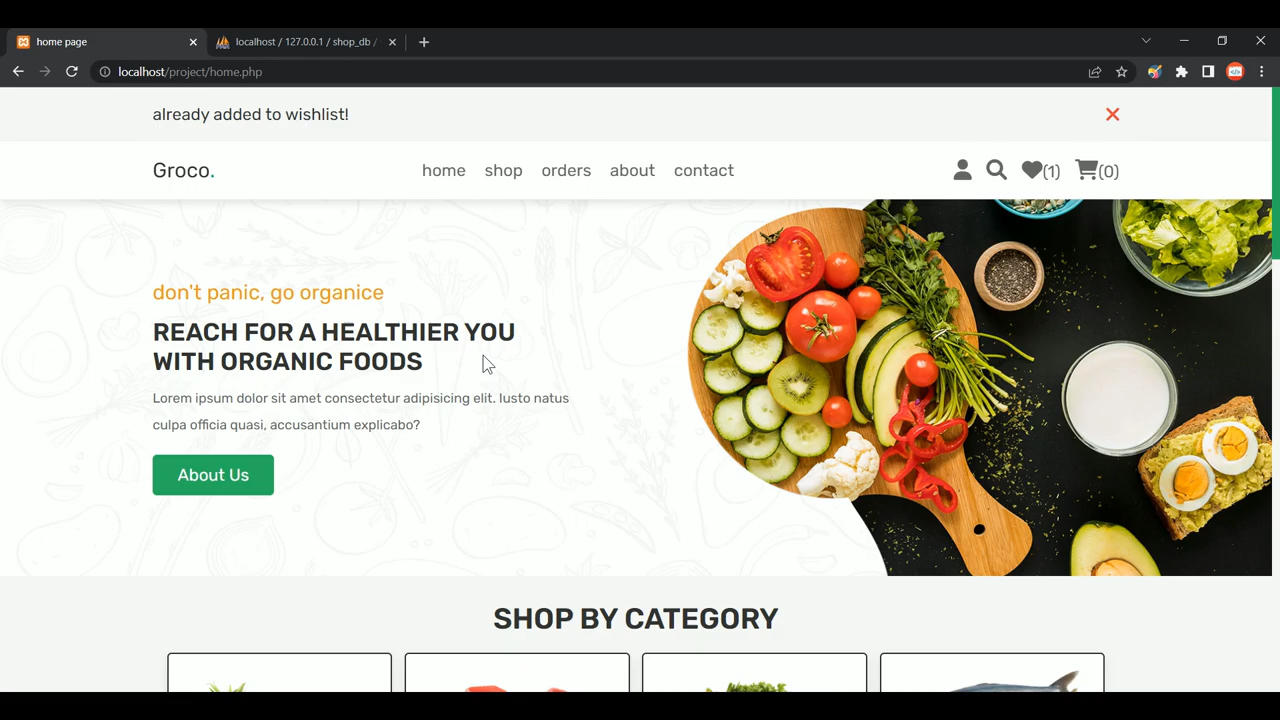 home page
localhost / 127.0.0.1 / shop_db /
localhost/project/home.php
already added to wishlist!
Groco.
home shop orders about contact
(1) (0)
don't panic, go organice
REACH FOR A HEALTHIER YOU
WITH ORGANIC FOODS
Lorem ipsum dolor sit amet consectetur adipisicing elit. Iusto natus
culpa officia quasi, accusantium explicabo?
About Us
SHOP BY CATEGORY